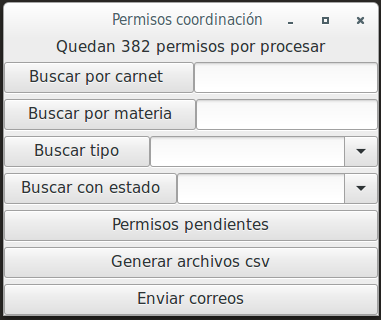 Permisos coordinación
Quedan 382 permisos por procesar
Buscar por carnet
Buscar por materia
Buscar tipo
Buscar con estado
Permisos pendientes
Generar archivos csv
Enviar correos